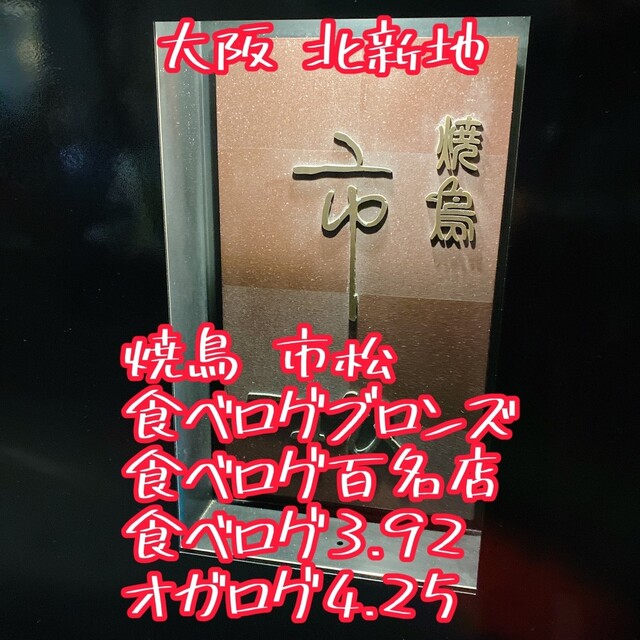 大阪 北新地
焼鳥
市
焼鳥 市松
食べログブロンズ
食べログ百名店
食べログ3.92
オガログ4.25